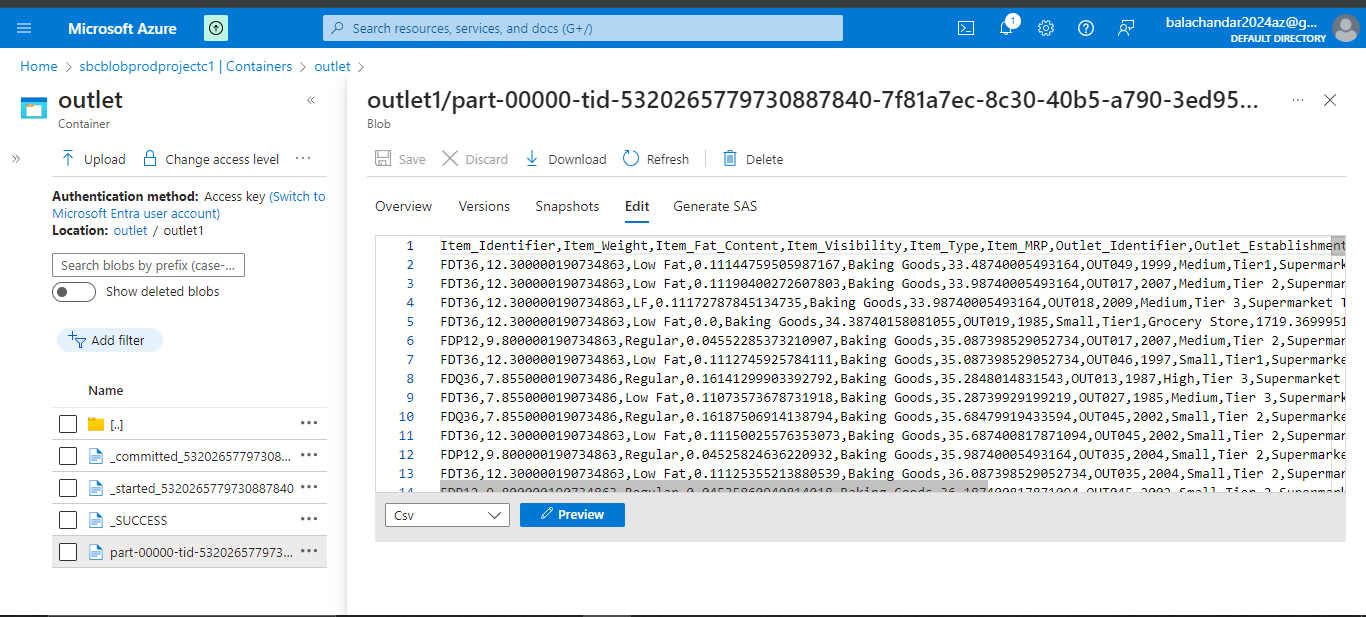 Microsoft Azure
Search resources, services, and docs (G+/)
1
balachandar2024az@g...
DEFAULT DIRECTORY
Home > sbcblobprodprojectc1 | Containers > outlet >
outlet
Container
«
»
Upload
Change access level
...
Authentication method: Access key (Switch to
Microsoft Entra user account)
Location: outlet / outlet1
Search blobs by prefix (case-...
Show deleted blobs
Add filter
Name
[..]
_committed_53202657797308...
_started_5320265779730887840
_SUCCESS
part-00000-tid-532026577973...
outlet1/part-00000-tid-5320265779730887840-7f81a7ec-8c30-40b5-a790-3ed95...
Blob
Save
Discard
Download
Refresh
Delete
Overview
Versions
Snapshots
Edit
Generate SAS
1 Item_Identifier,Item_Weight,Item_Fat_Content,Item_Visibility,Item_Type,Item_MRP,Outlet_Identifier,Outlet_Establishment
2 FDT36,12.300000190734863,Low Fat,0.11144759505987167,Baking Goods,33.48740005493164,OUT049,1999,Medium,Tier1,Supermark
3 FDT36,12.300000190734863,Low Fat,0.11190400272607803,Baking Goods,33.98740005493164,OUT017,2007,Medium,Tier 2,Superma
4 FDT36,12.300000190734863,LF,0.11172787845134735,Baking Goods,33.98740005493164,OUT018,2009,Medium,Tier 3,Supermarket T
5 FDT36,12.300000190734863,Low Fat,0.0,Baking Goods,34.38740158081055,OUT019,1985,Small,Tier1,Grocery Store,1719.3699951
6 FDP12,9.800000190734863,Regular,0.04552285373210907,Baking Goods,35.087398529052734,OUT017,2007,Medium,Tier 2,Superma
7 FDT36,12.300000190734863,Low Fat,0.1112745925784111,Baking Goods,35.087398529052734,OUT046,1997,Small,Tier1,Supermarke
8 FDQ36,7.855000019073486,Regular,0.16141299903392792,Baking Goods,35.2848014831543,OUT013,1987,High,Tier 3,Supermarket
9 FDT36,7.855000019073486,Low Fat,0.11073573678731918,Baking Goods,35.28739929199219,OUT027,1985,Medium,Tier 3,Supermar
10 FDQ36,7.855000019073486,Regular,0.16187506914138794,Baking Goods,35.68479919433594,OUT045,2002,Small,Tier 2,Supermarke
11 FDT36,12.300000190734863,Low Fat,0.11150025576353073,Baking Goods,35.687400817871094,OUT045,2002,Small,Tier 2,Superma
12 FDP12,9.800000190734863,Regular,0.04525824636220932,Baking Goods,35.98740004093164,OUT035,2004,Small,Tier 2,Supermarke
13 FDT36,12.300000190734863,Low Fat,0.11125355213880539,Baking Goods,36.087398529052734,OUT035,2004,Small,Tier 2,Superma
14
Csv
Preview